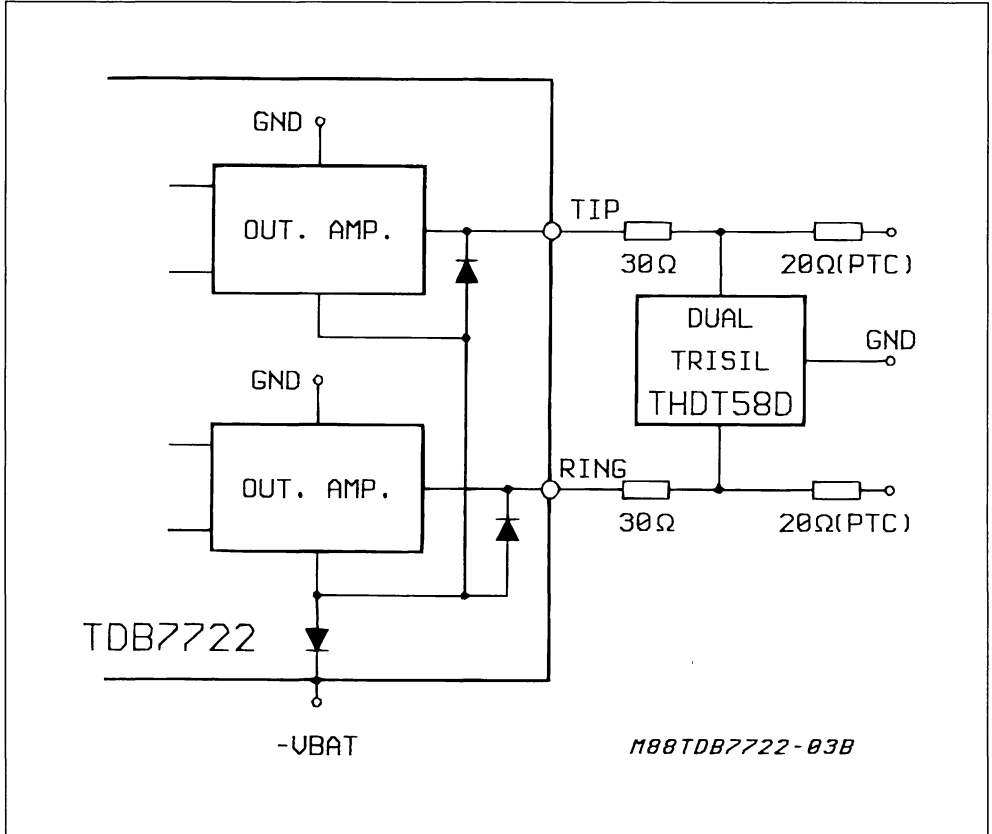 GND
OUT. AMP.
TIP
30Ω
20Ω(PTC)
DUAL
TRISIL
THDT58D
GND
GND
OUT. AMP.
RING
30Ω
20Ω(PTC)
TDB7722
-VBAT
M88TDB7722-03B